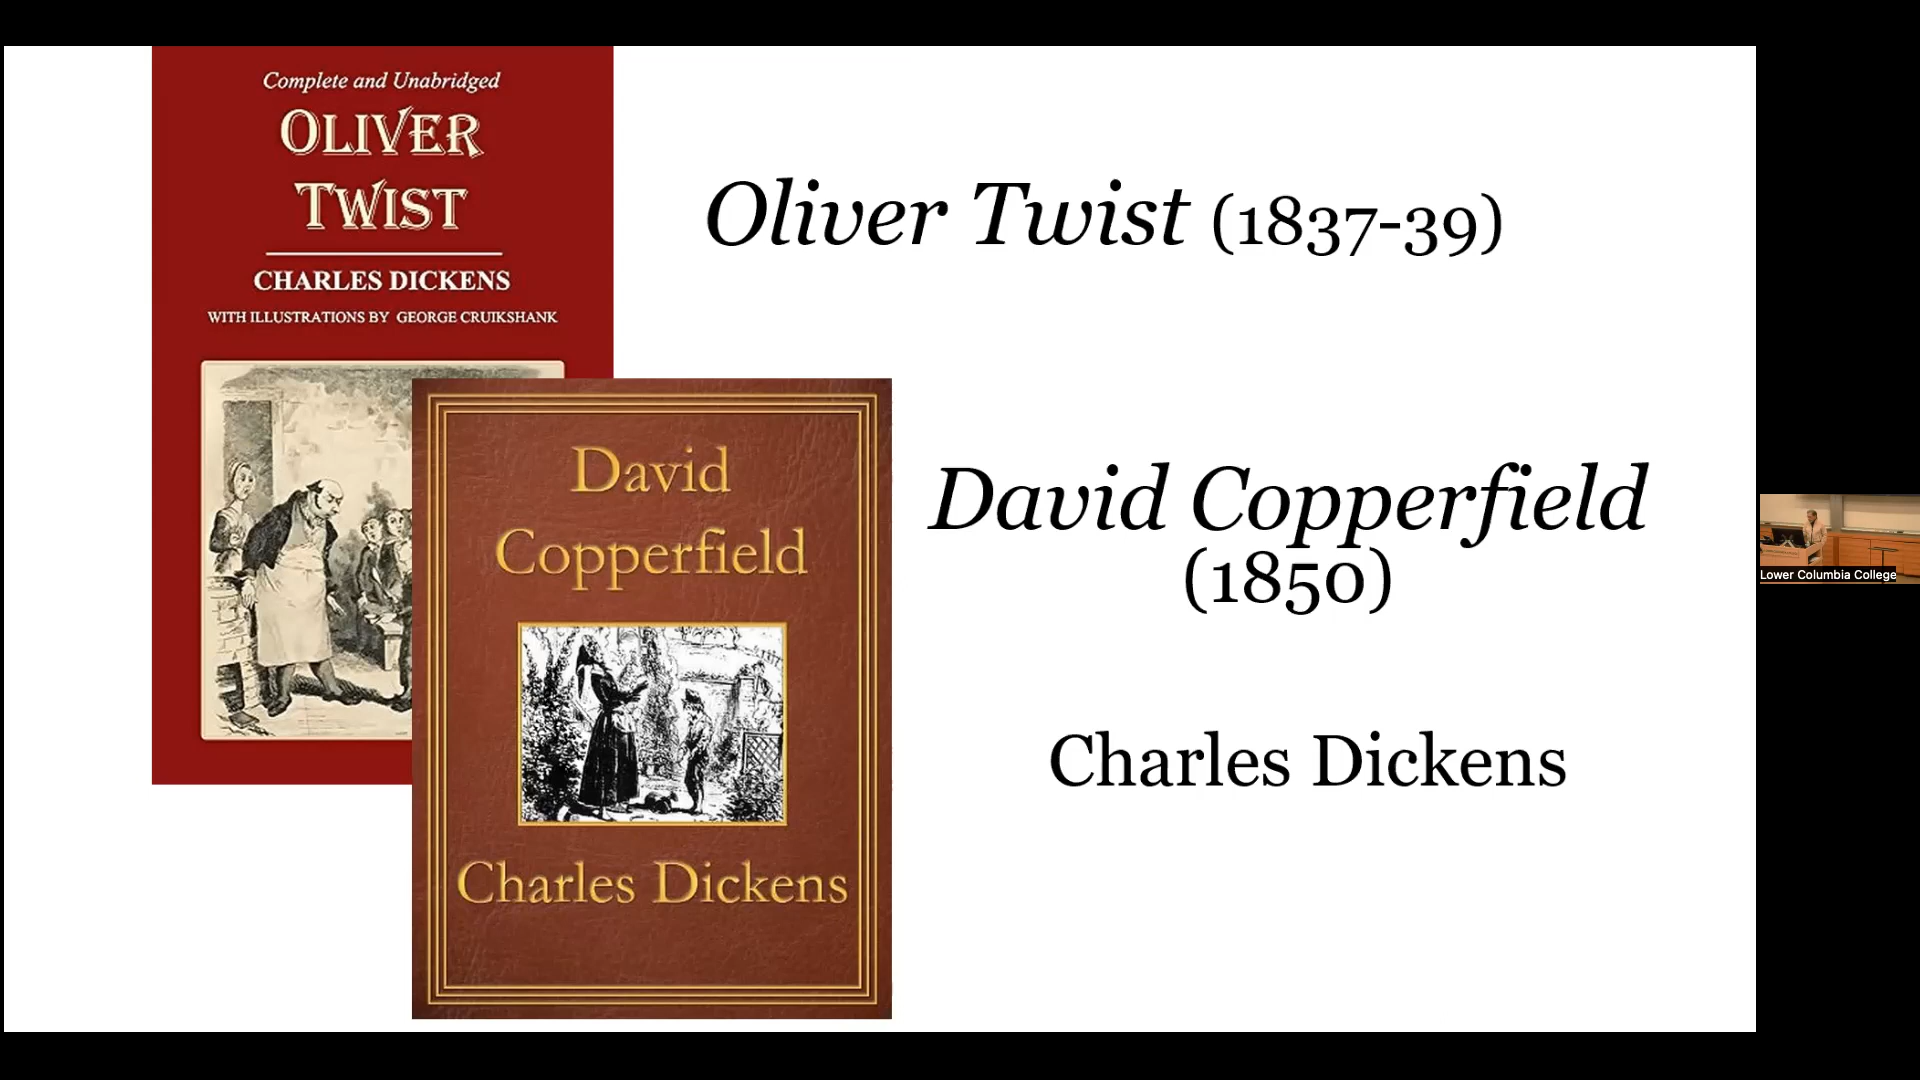 Complete and Unabridged
OLIVER
TWIST
CHARLES DICKENS
WITH ILLUSTRATIONS BY GEORGE CRUIKSHANK
David
Copperfield
Charles Dickens
Oliver Twist (1837-39)
David Copperfield
(1850)
Charles Dickens
Lower Columbia College